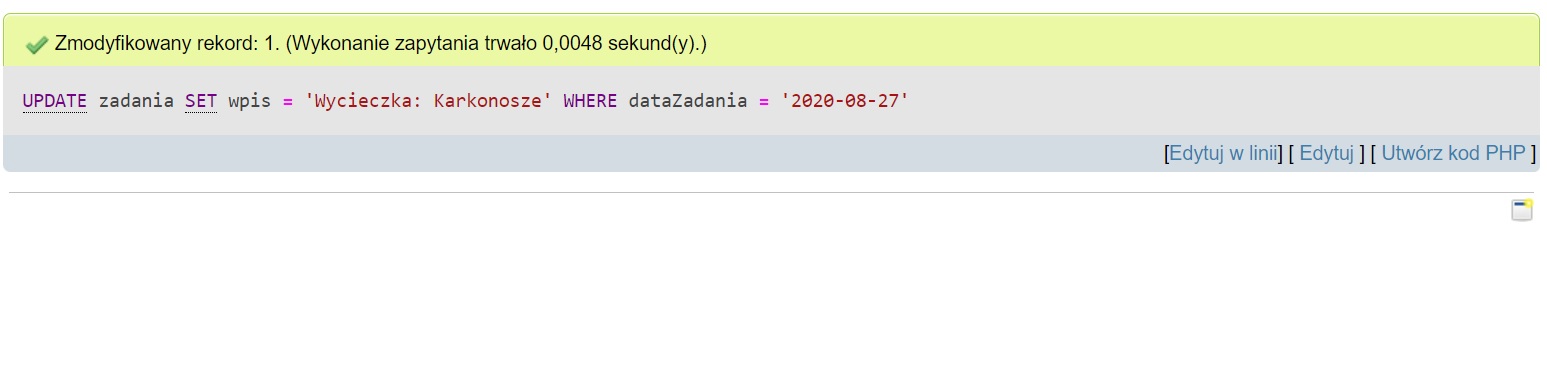 Zmodyfikowany rekord: 1. (Wykonanie zapytania trwało 0,0048 sekund(y).)
UPDATE zadania SET wpis = 'Wycieczka: Karkonosze' WHERE dataZadania = '2020-08-27'
[Edytuj w linii] [ Edytuj ] [ Utwórz kod PHP ]